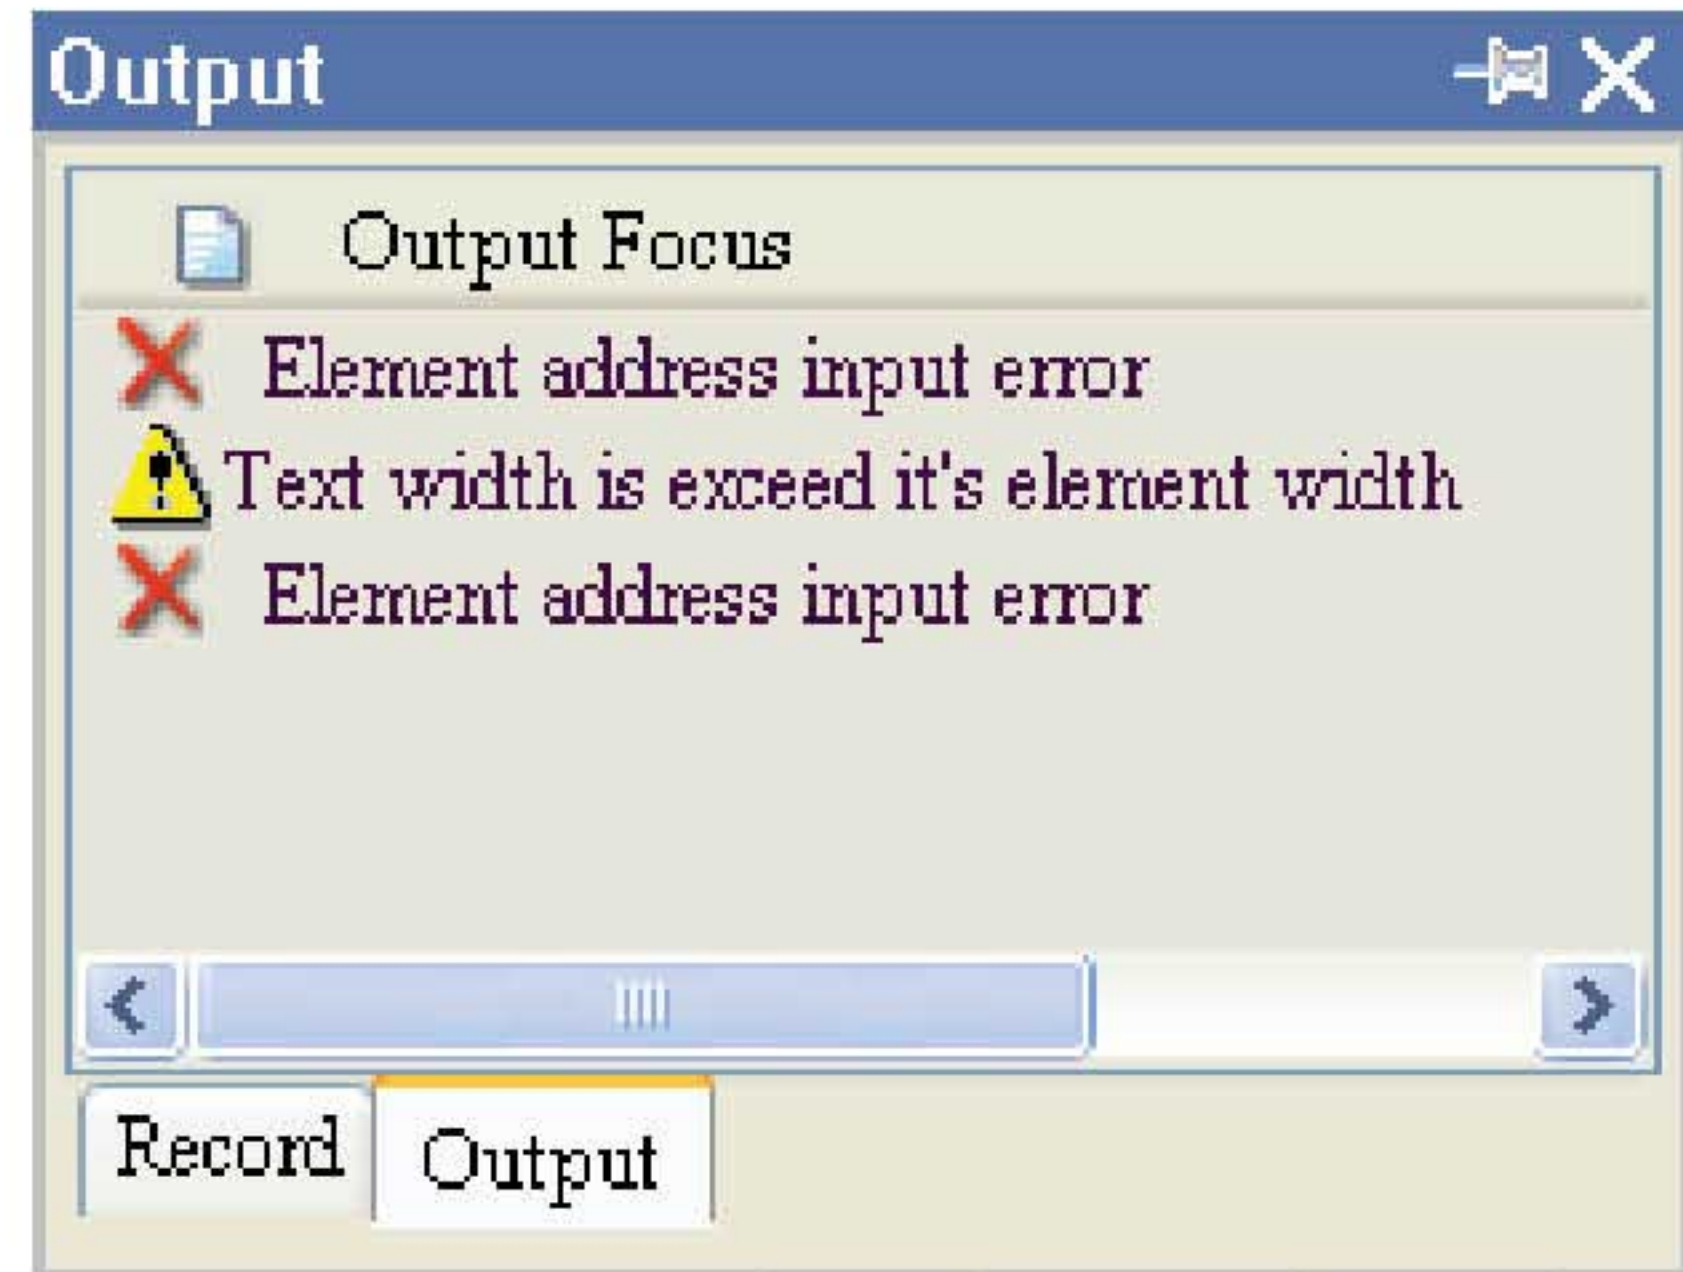 Output
Output Focus
Element address input error
Text width is exceed it's element width
Element address input error
Record
Output